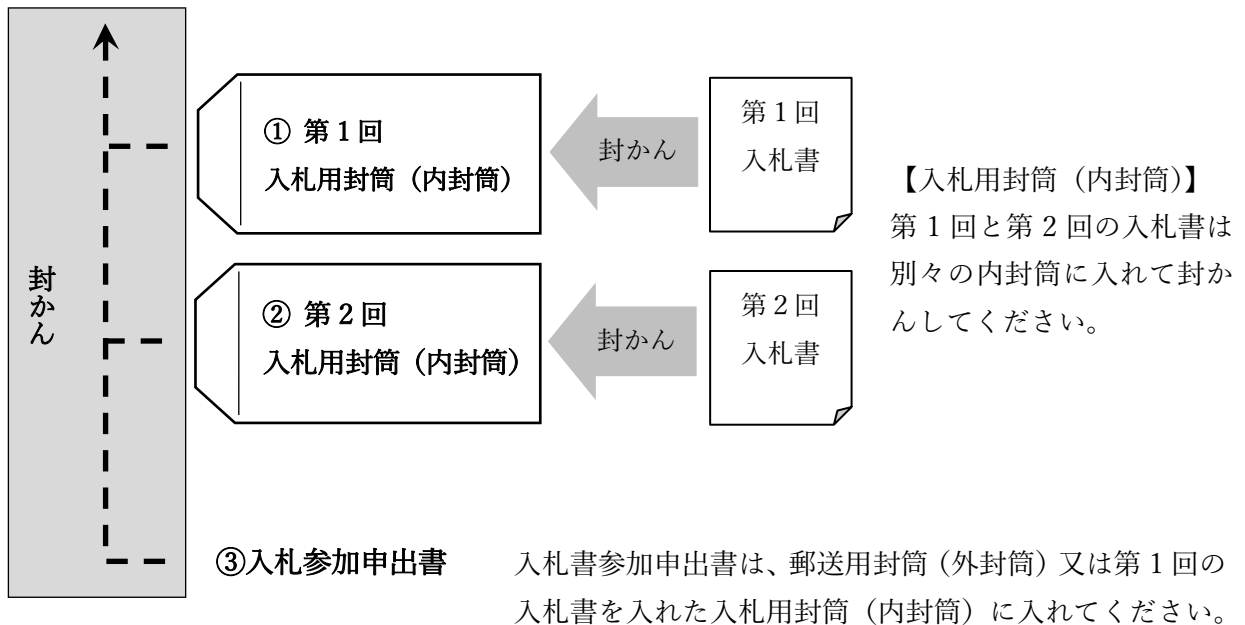 封かん
① 第１回
入札用封筒（内封筒）
封かん
第１回
入札書
【入札用封筒（内封筒）】
第１回と第２回の入札書は
別々の内封筒に入れて封か
んしてください。
② 第２回
入札用封筒（内封筒）
封かん
第２回
入札書
③入札参加申出書
入札書参加申出書は、郵送用封筒（外封筒）又は第１回の
入札書を入れた入札用封筒（内封筒）に入れてください。